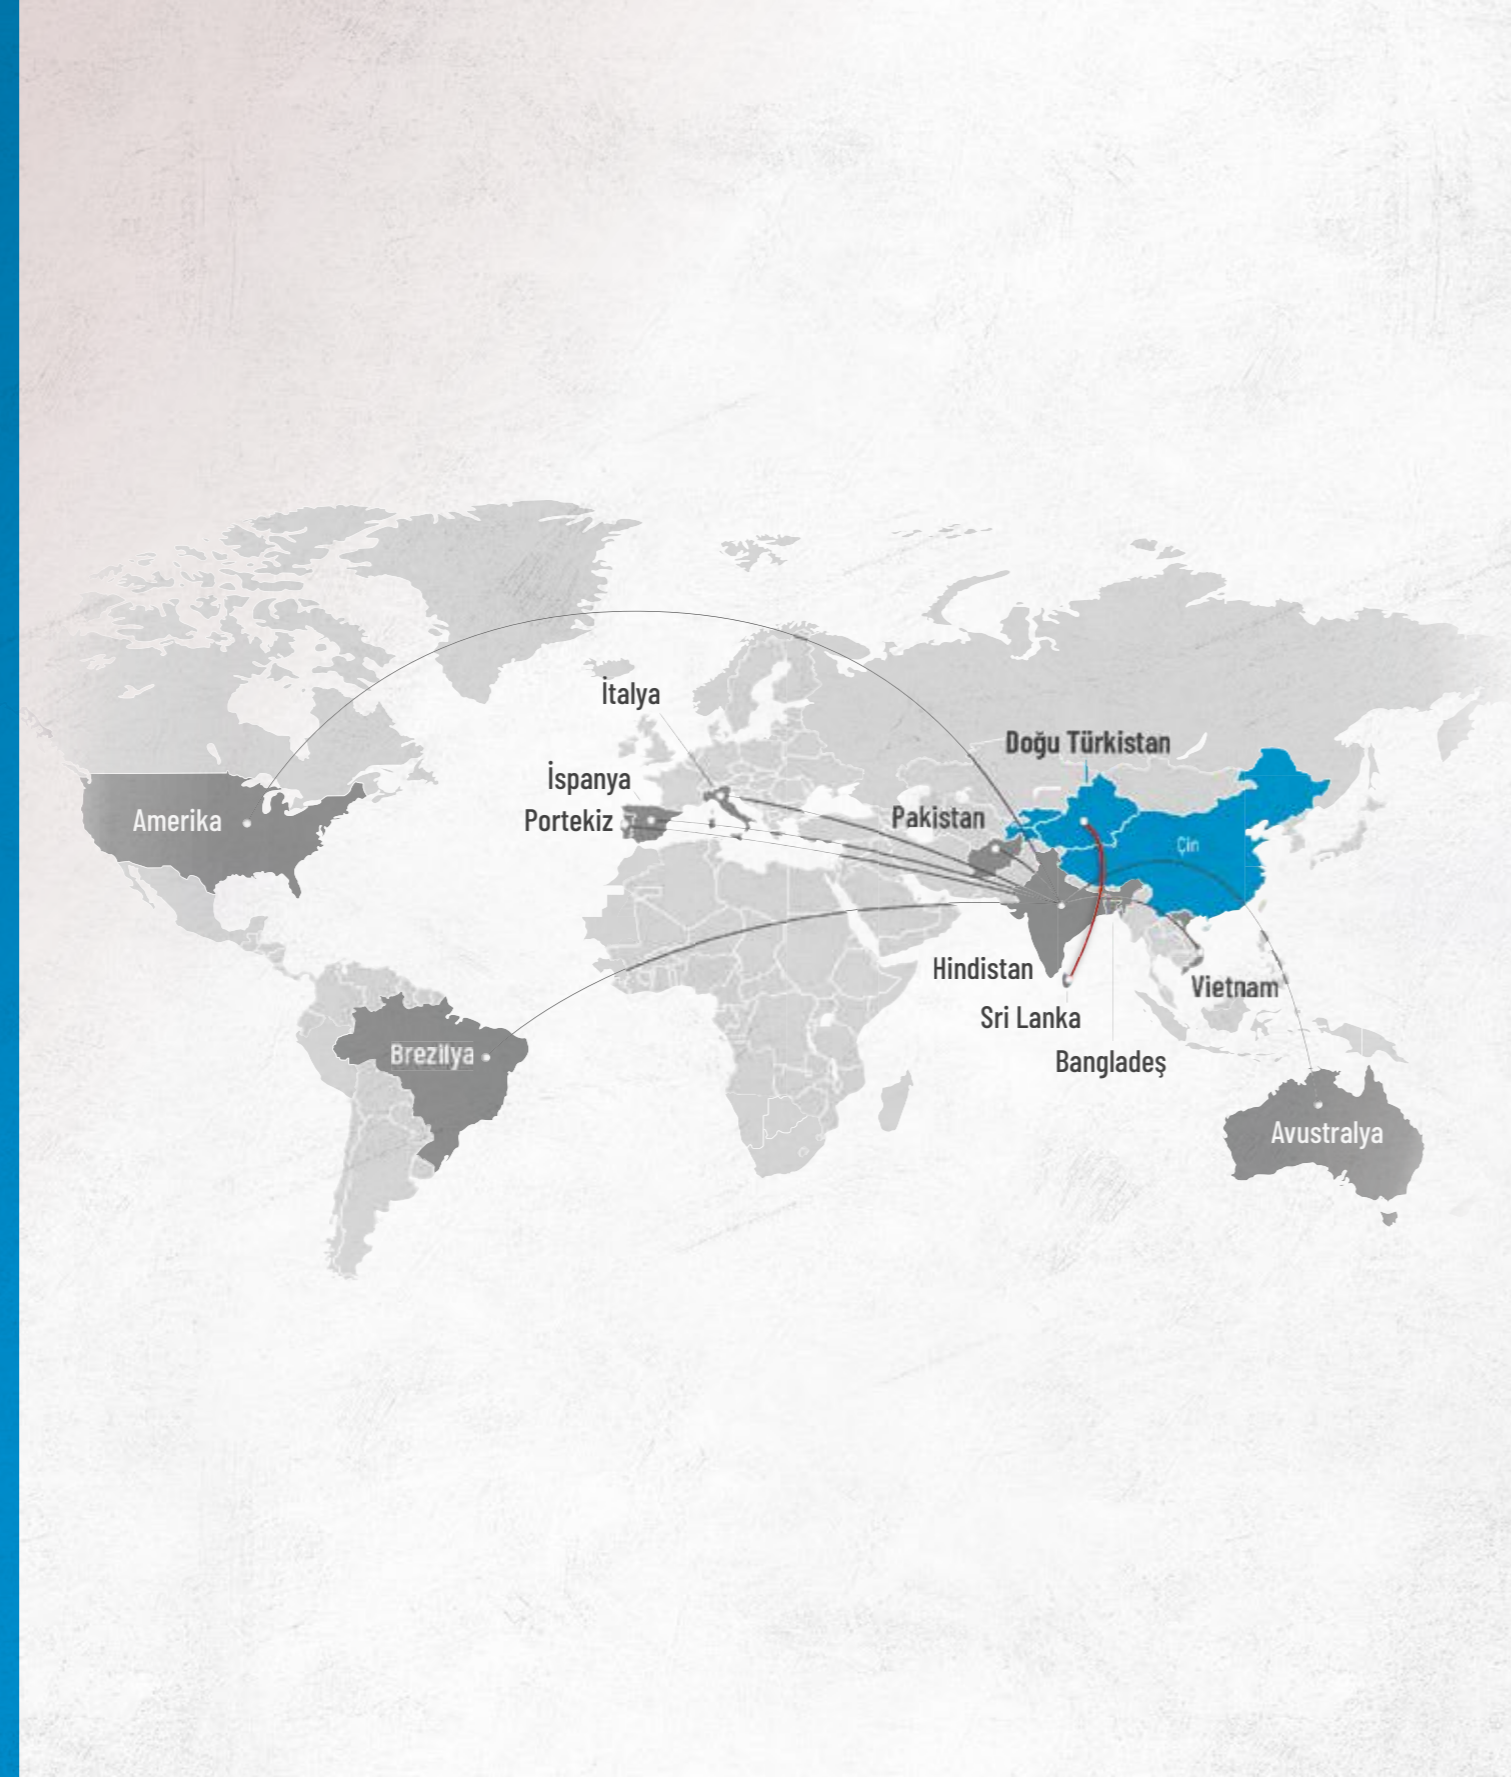 İtalya
Doğu Türkistan
İspanya
Portekiz
Pakistan
Amerika
Çin
Hindistan
Vietnam
Sri Lanka
Brezilya
Bangladeş
Avustralya